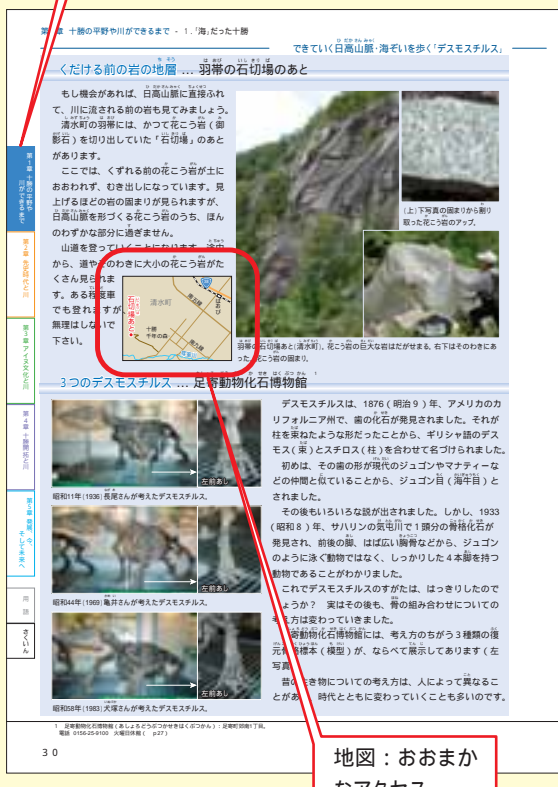 第1章 十勝の平野や川ができるまで - 1.「海」だった十勝
できていく日高山脈・海ぞいを歩く「デスモスチルス」
くだける前の岩の地層 ... 羽帯の石切場のあと
もし機会があれば、日高山脈に直接ふれ
て、川に流される前の岩も見てみましょう。
清水町の羽帯には、かつて花こう岩(御
影石)を切り出していた「石切場」のあと
があります。
ここでは、くずれる前の花こう岩が土に
おおわれず、むき出しになっています。見
上げるほどの岩の固まりが見られますが、
日高山脈を形づくる花こう岩のうち、ほん
のわずかな部分に過ぎません。
山道を登っていくことになります。途中
から、道やそのわきに大小の花こう岩がた
くさん見られま
す。ある程度車
でも登れますが、
無理はしないで
下さい。
清水町
石切場あと
十勝
千年の森
はおび
(上)下写真の固まりから割り
取った花こう岩のアップ。
羽帯の石切場あと(清水町)。花こう岩の巨大な岩はだがせまる。右下はそのわきにあ
った、花こう岩の固まり。
3つのデスモスチルス ... 足寄動物化石博物館 1
左前あし
昭和11年(1936)長尾さんが考えたデスモスチルス。
左前あし
昭和44年(1969)亀井さんが考えたデスモスチルス。
左前あし
昭和58年(1983)犬塚さんが考えたデスモスチルス。
デスモスチルスは、1876(明治9)年、アメリカのカ
リフォルニア州で、歯の化石が発見されました。それが
柱を束ねたような形だったことから、ギリシャ語のデス
モス(束)とスチロス(柱)を合わせて名づけられました。
初めは、その歯の形が現代のジュゴンやマナティーな
どの仲間と似ていることから、ジュゴン目(海牛目)と
されました。
その後もいろいろな説が出されました。しかし、1933
(昭和8)年、サハリンの気屯川で1頭分の骨格化石が
発見され、前後の脚、はば広い胸骨などから、ジュゴン
のように泳ぐ動物ではなく、しっかりした4本脚を持つ
動物であることがわかりました。
これでデスモスチルスのすがたは、はっきりしたので
しょうか? 実はその後も、骨の組み合わせについての
考え方は変わっていきました。
寄動物化石博物館には、考え方のちがう3種類の復
元骨格標本(模型)が、ならべて展示してあります(左
写真
昔の生き物についての考え方は、人によって異なるこ
とがあ 時代とともに変わっていくことも多いのです。
1 足寄動物化石博物館(あしょろどうぶつかせきはくぶつかん):足寄町郊南1丁目。
電話 0156-25-9100 火曜日休館( p27)
30
第1章 十勝の平野や
川ができるまで
第2章 先史時代と川
第3章 アイヌ文化と川
第4章 十勝開拓と川
第5章 発展、今、
そして未来へ
用語
さくいん
地図:おおまか
なアクセス